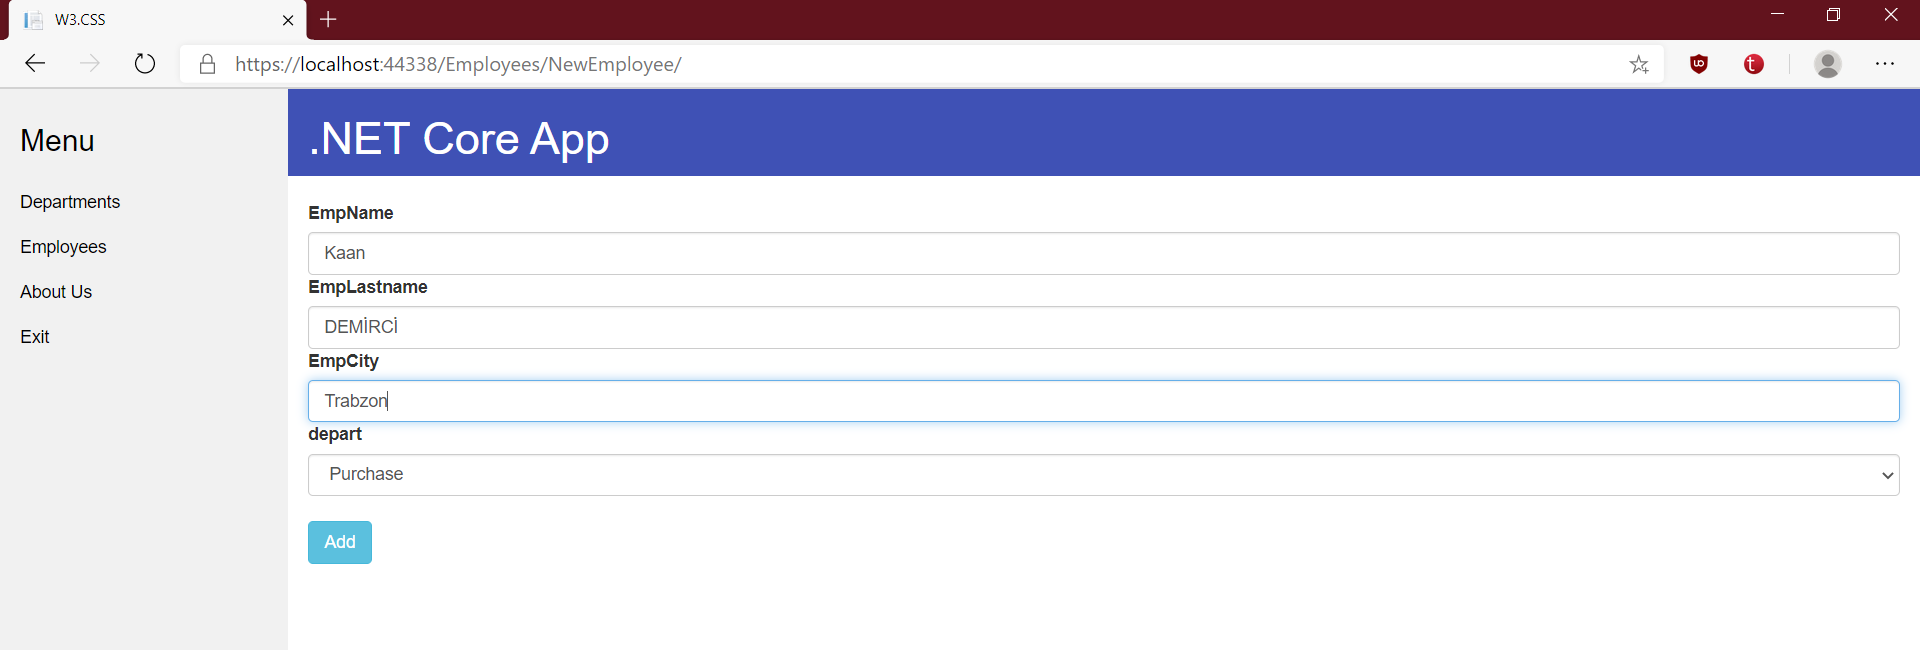 W3.CSS
https://localhost:44338/Employees/NewEmployee/
Menu
Departments
Employees
About Us
Exit
.NET Core App
EmpName
Kaan
EmpLastname
DEMİRCİ
EmpCity
Trabzon
depart
Purchase
Add